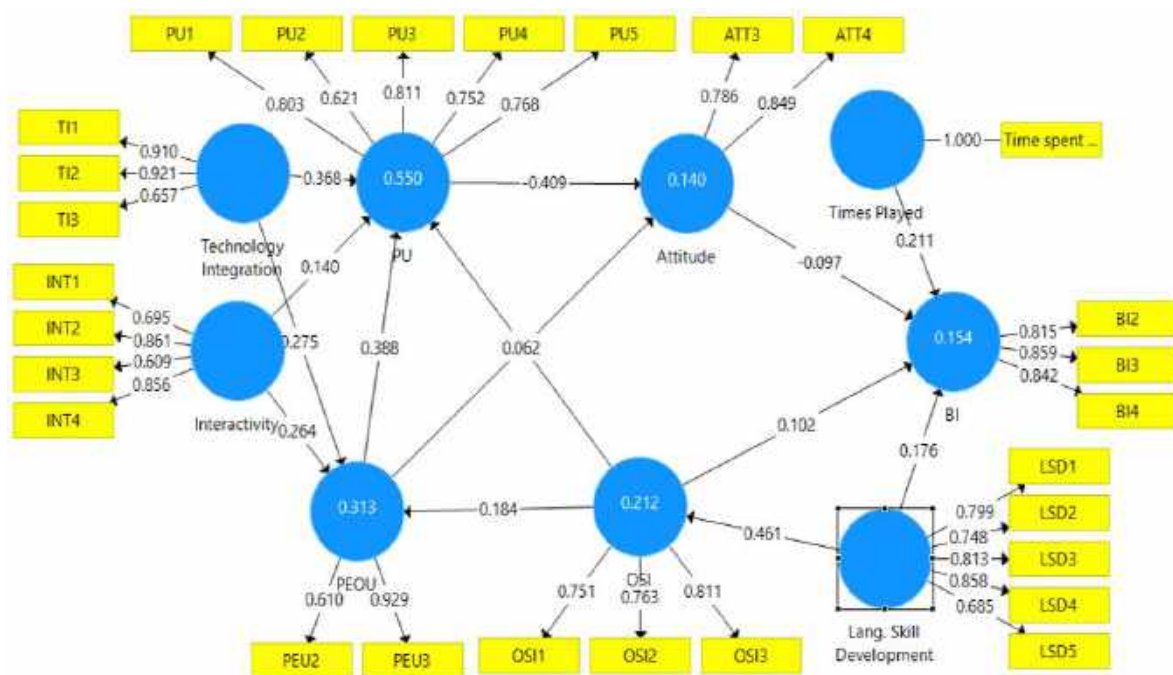 PU1 PU2 PU3 PU4 PU5 ATT3 ATT4
0.803 0.621 0.811 0.752 0.768 0.786 0.849
TI1
TI2
TI3
0.910
0.921
0.657
0.368
0.550
-0.409
0.140
1.000
Time spent ...
Technology
Integration
PU
Attitude
Times Played
0.211
0.140
-0.097
INT1
INT2
INT3
INT4
0.695
0.861
0.609
0.856
0.275
0.388
0.062
0.154
0.815
0.859
0.842
BI2
BI3
BI4
Interactivity
0.264
BI
0.102
0.176
0.313
0.184
0.212
0.461
PEOU
OSI
0.610 0.929
0.751 0.763 0.811
PEU2 PEU3
OSI1 OSI2 OSI3
Lang. Skill
Development
0.799
0.748
0.813
0.858
0.685
LSD1
LSD2
LSD3
LSD4
LSD5